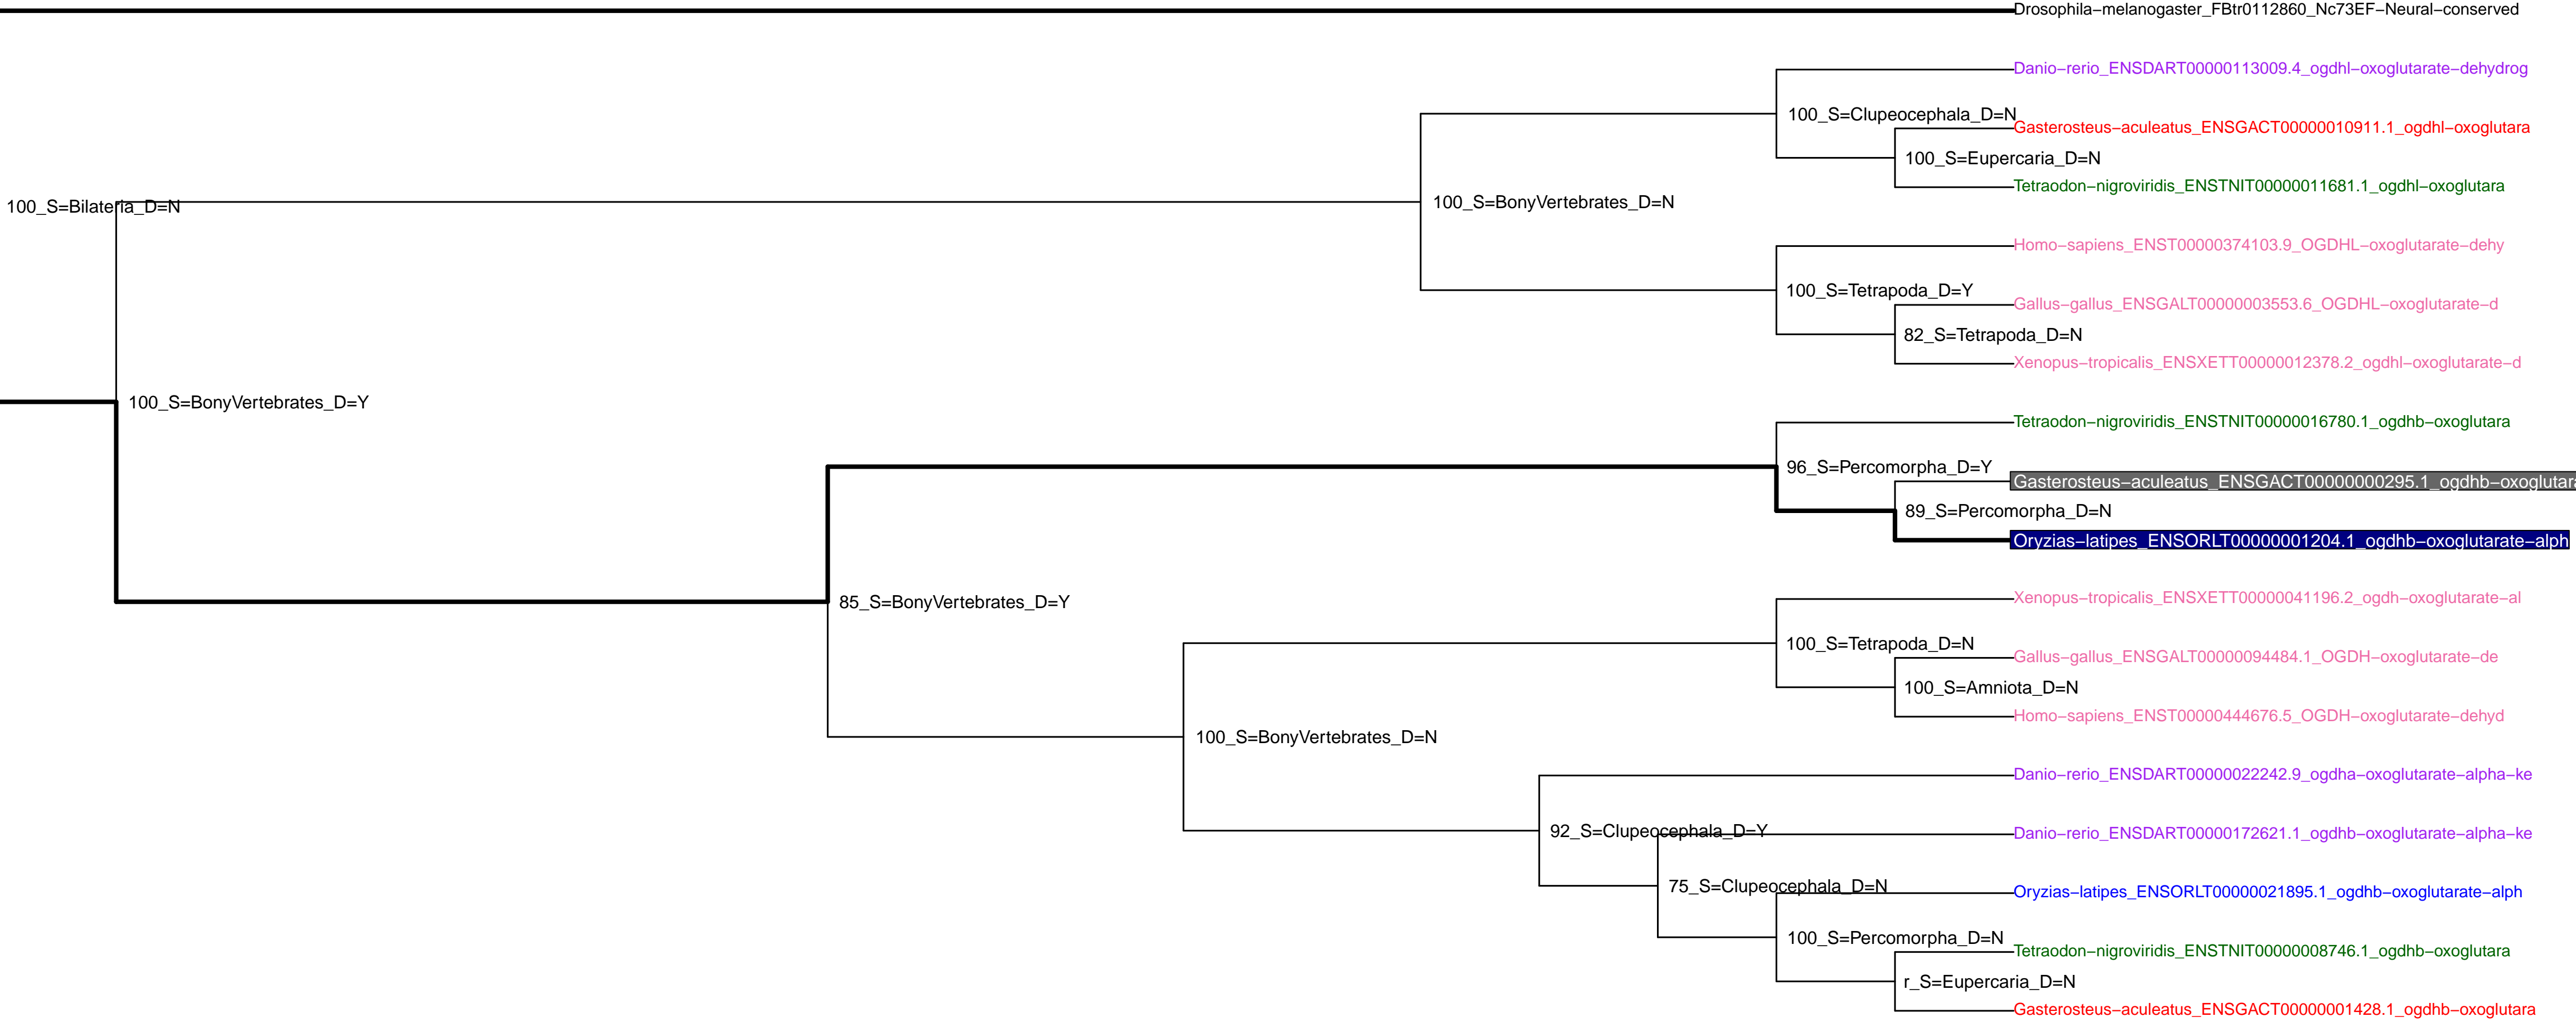 Drosophila−melanogaster_FBtr0112860_Nc73EF−Neural−conserved
Danio−rerio_ENSDART00000113009.4_ogdhl−oxoglutarate−dehydrog
100_S=Clupeocephala_D=N
Gasterosteus−aculeatus_ENSGACT00000010911.1_ogdhl−oxoglutara
100_S=Eupercaria_D=N
Tetraodon−nigroviridis_ENSTNIT00000011681.1_ogdhl−oxoglutara
100_S=Bilateria_D=N
100_S=BonyVertebrates_D=N
Homo−sapiens_ENST00000374103.9_OGDHL−oxoglutarate−dehy
100_S=Tetrapoda_D=Y
Gallus−gallus_ENSGALT00000003553.6_OGDHL−oxoglutarate−d
82_S=Tetrapoda_D=N
Xenopus−tropicalis_ENSXETT00000012378.2_ogdhl−oxoglutarate−d
100_S=BonyVertebrates_D=Y
Tetraodon−nigroviridis_ENSTNIT00000016780.1_ogdhb−oxoglutara
96_S=Percomorpha_D=Y
Gasterosteus−aculeatus_ENSGACT00000000295.1_ogdhb−oxoglutara
89_S=Percomorpha_D=N
Oryzias−latipes_ENSORLT00000001204.1_ogdhb−oxoglutarate−alph
85_S=BonyVertebrates_D=Y
Xenopus−tropicalis_ENSXETT00000041196.2_ogdh−oxoglutarate−al
100_S=Tetrapoda_D=N
Gallus−gallus_ENSGALT00000094484.1_OGDH−oxoglutarate−de
100_S=Amniota_D=N
Homo−sapiens_ENST00000444676.5_OGDH−oxoglutarate−dehyd
100_S=BonyVertebrates_D=N
Danio−rerio_ENSDART00000022242.9_ogdha−oxoglutarate−alpha−ke
92_S=Clupeocephala_D=Y
Danio−rerio_ENSDART00000172621.1_ogdhb−oxoglutarate−alpha−ke
75_S=Clupeocephala_D=N
Oryzias−latipes_ENSORLT00000021895.1_ogdhb−oxoglutarate−alph
100_S=Percomorpha_D=N
Tetraodon−nigroviridis_ENSTNIT00000008746.1_ogdhb−oxoglutara
r_S=Eupercaria_D=N
Gasterosteus−aculeatus_ENSGACT00000001428.1_ogdhb−oxoglutara